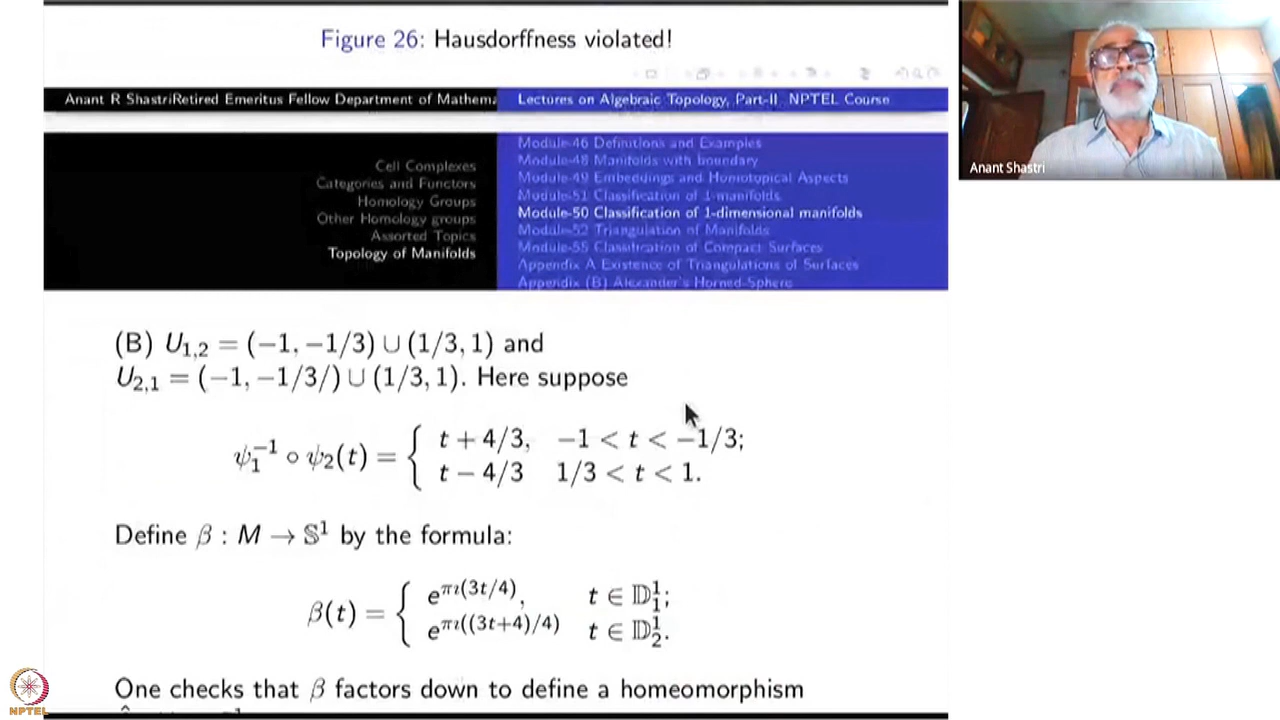 Figure 26: Hausdorffness violated!
Anant R ShastriRetired Emeritus Fellow Department of Mathema
Lectures on Algebraic Topology, Part-II NPTEL Course
Cell Complexes
Categories and Functors
Homology Groups
Other Homology groups
Assorted Topics
Topology of Manifolds
Module-46 Definitions and Examples
Module-48 Manifolds with boundary
Module-49 Embeddings and Homotopical Aspects
Module-51 Classification of 1-manifolds
Module-50 Classification of 1-dimensional manifolds
Module-52 Triangulation of Manifolds
Module-55 Classification of Compact Surfaces
Appendix A Existence of Triangulations of Surfaces
Appendix (B) Alexander's Horned-Sphere
(B) U₁,₂ = (−1, −1/3) ∪ (1/3, 1) and
U₂,₁ = (−1, −1/3/) ∪ (1/3, 1). Here suppose
ψ₁⁻¹ ∘ ψ₂(t) = { t + 4/3, −1 < t < −1/3;
t − 4/3 1/3 < t < 1.
Define β : M → 𝕊¹ by the formula:
β(t) = { e^{πı(3t/4)}, t ∈ 𝔻¹₁;
e^{πı((3t+4)/4)} t ∈ 𝔻¹₂.
One checks that β factors down to define a homeomorphism
Anant Shastri
NPTEL